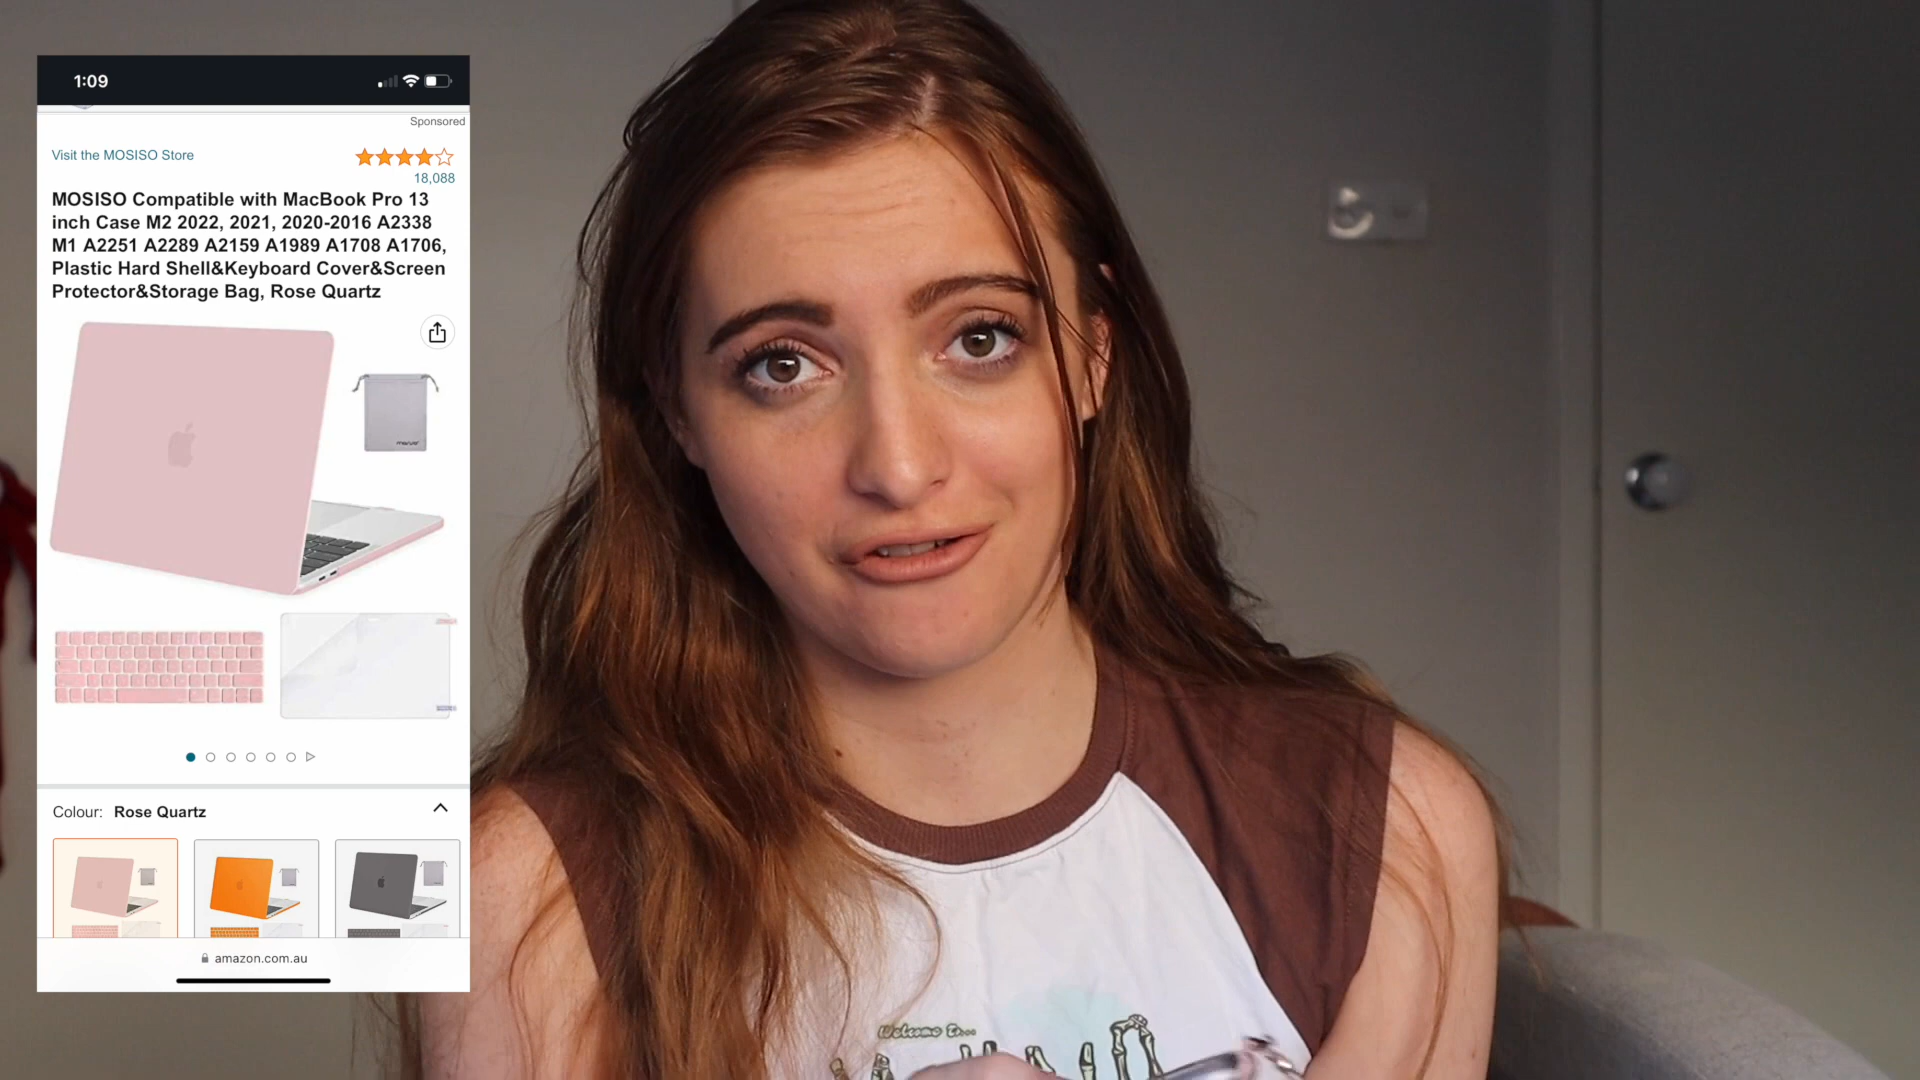 1:09
Sponsored
Visit the MOSISO Store
18,088
MOSISO Compatible with MacBook Pro 13
inch Case M2 2022, 2021, 2020-2016 A2338
M1 A2251 A2289 A2159 A1989 A1708 A1706,
Plastic Hard Shell&Keyboard Cover&Screen
Protector&Storage Bag, Rose Quartz
Colour: Rose Quartz
amazon.com.au
Welcome to...